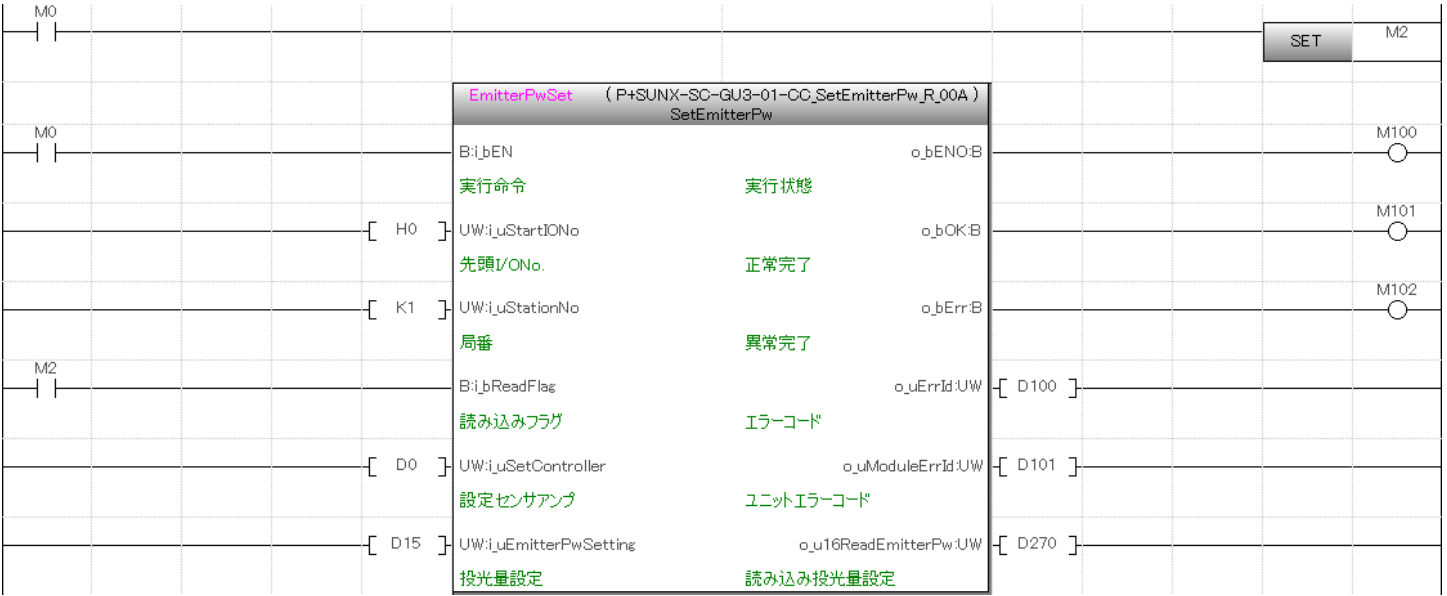 M0
SET M2
EmitterPwSet (P+SUNX-SC-GU3-01-CC_SetEmitterPw_R_00A)
SetEmitterPw
M0 M100
B:i_bEN o_bENO:B
実行命令 実行状態
M101
H0 UW:i_uStartIONo o_bOK:B
先頭I/ONo. 正常完了
M102
K1 UW:i_uStationNo o_bErr:B
局番 異常完了
M2
B:i_bReadFlag o_uErrId:UW D100
読み込みフラグ エラーコード
D0 UW:i_uSetController o_uModuleErrId:UW D101
設定センサアンプ ユニットエラーコード
D15 UW:i_uEmitterPwSetting o_u16ReadEmitterPw:UW D270
投光量設定 読み込み投光量設定